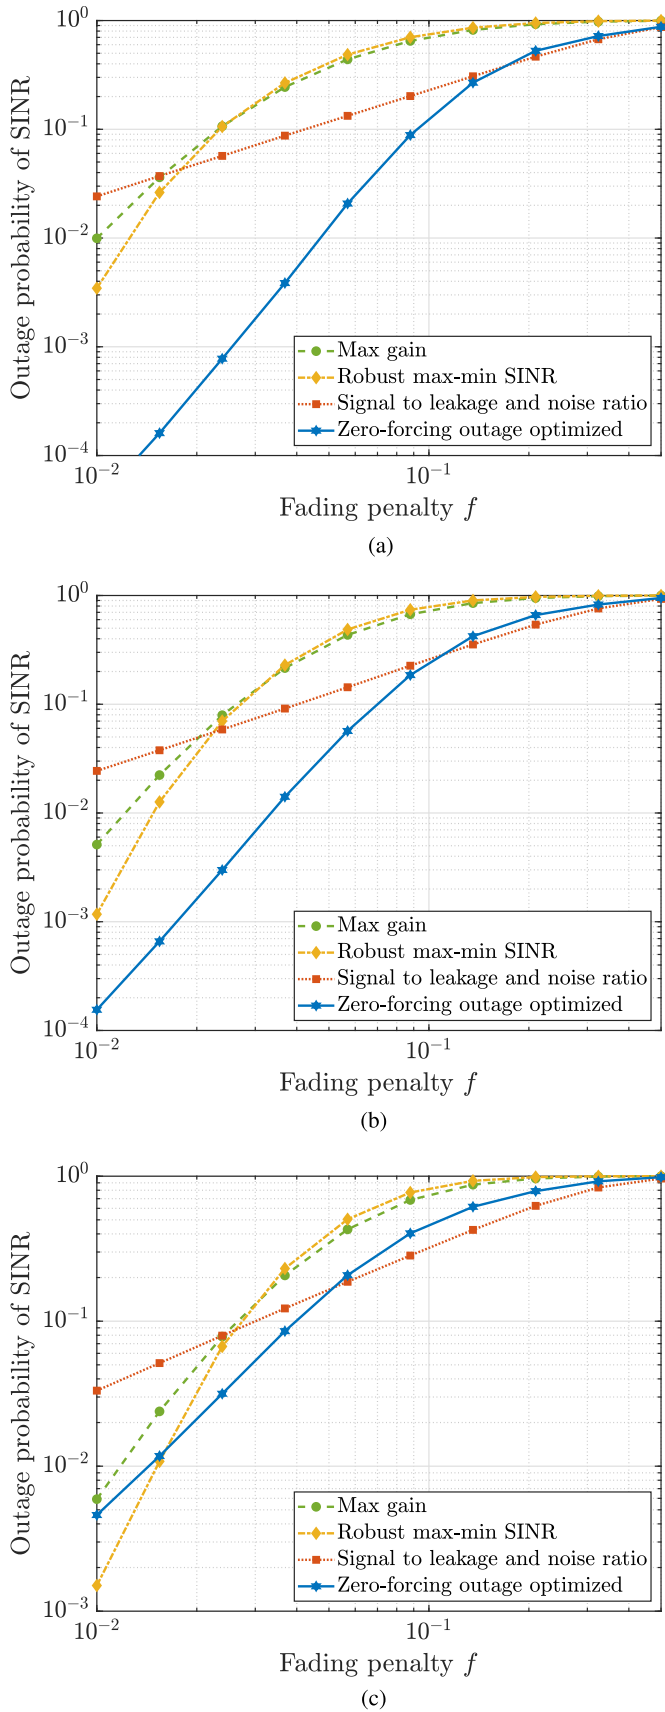 10^0
10^-1
10^-2
10^-3
10^-4
Outage probability of SINR
Max gain
Robust max-min SINR
Signal to leakage and noise ratio
Zero-forcing outage optimized
10^-2
10^-1
Fading penalty f
(a)
10^0
10^-1
10^-2
10^-3
10^-4
Outage probability of SINR
Max gain
Robust max-min SINR
Signal to leakage and noise ratio
Zero-forcing outage optimized
10^-2
10^-1
Fading penalty f
(b)
10^0
10^-1
10^-2
10^-3
Outage probability of SINR
Max gain
Robust max-min SINR
Signal to leakage and noise ratio
Zero-forcing outage optimized
10^-2
10^-1
Fading penalty f
(c)